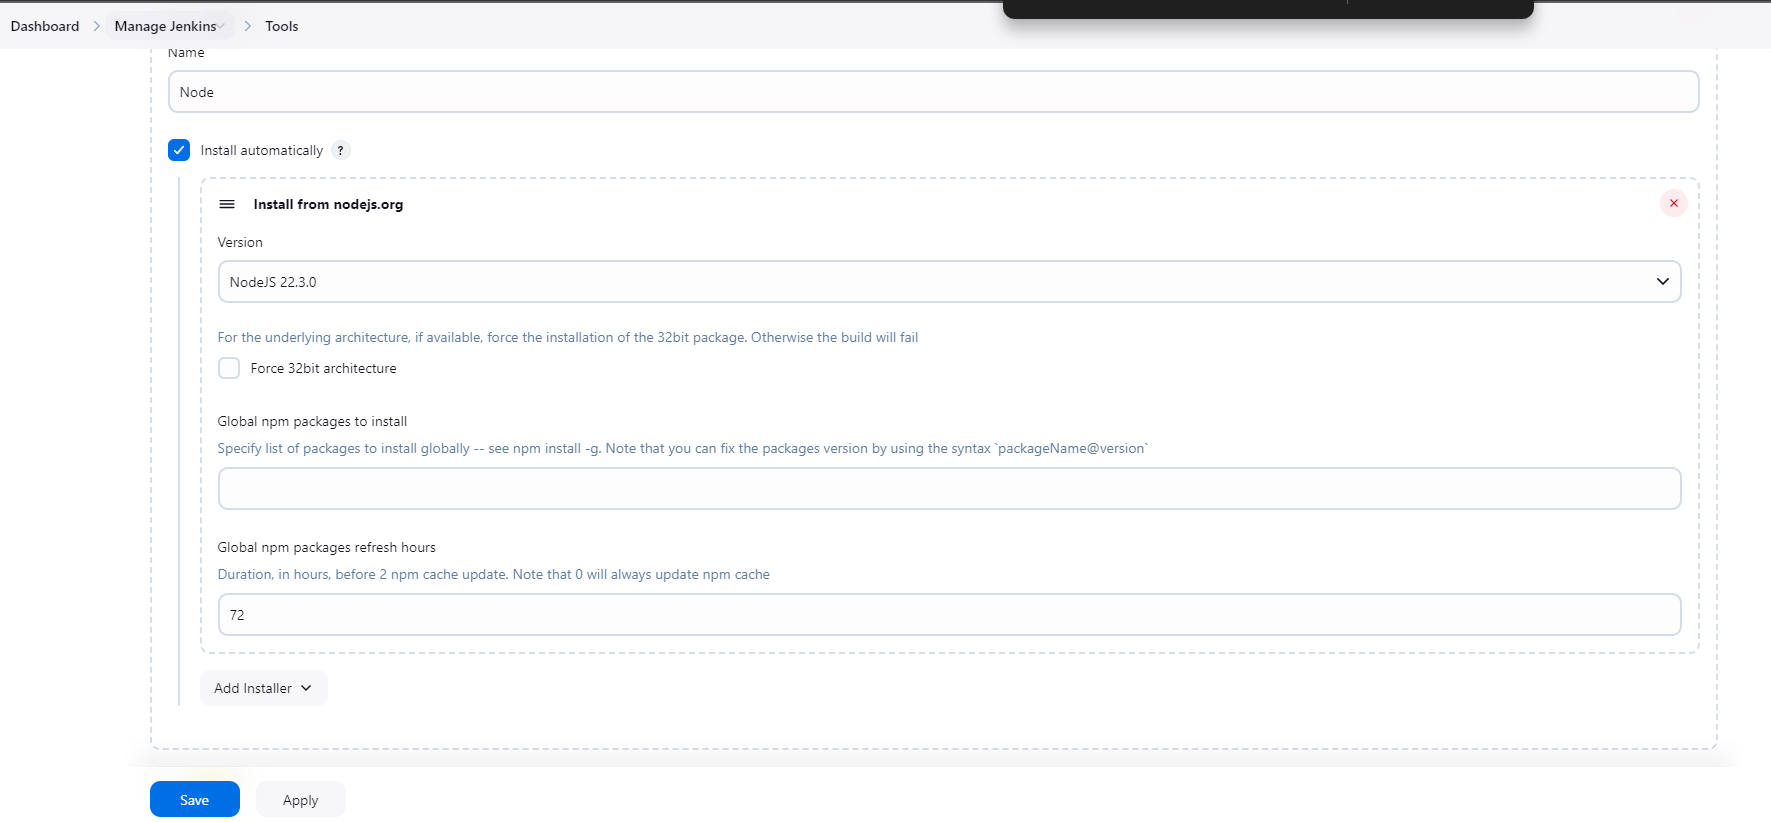 Dashboard
Manage Jenkins
Tools
Name
Node
Install automatically ?
Install from nodejs.org
Version
NodeJS 22.3.0
For the underlying architecture, if available, force the installation of the 32bit package. Otherwise the build will fail
Force 32bit architecture
Global npm packages to install
Specify list of packages to install globally -- see npm install -g. Note that you can fix the packages version by using the syntax `packageName@version`
Global npm packages refresh hours
Duration, in hours, before 2 npm cache update. Note that 0 will always update npm cache
72
Add Installer
Save
Apply